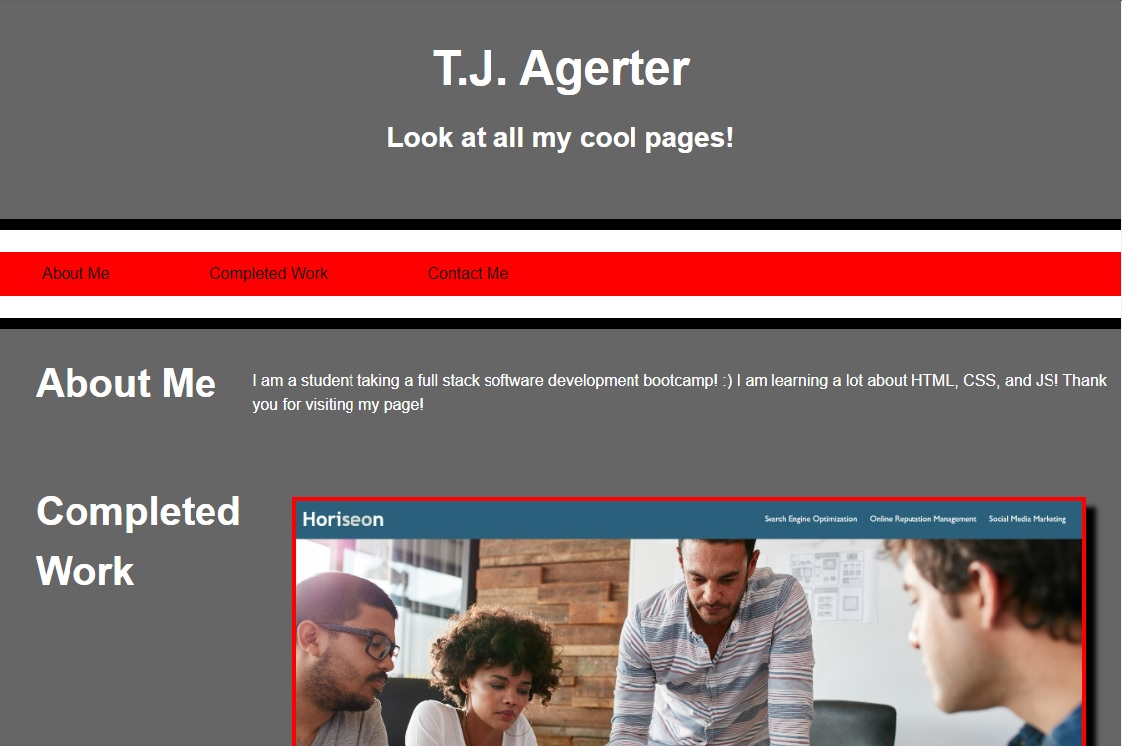 T.J. Agerter
Look at all my cool pages!
About Me Completed Work Contact Me
About Me
I am a student taking a full stack software development bootcamp! :) I am learning a lot about HTML, CSS, and JS! Thank
you for visiting my page!
Completed
Work
Horiseon
Search Engine Optimization Online Reputation Management Social Media Marketing